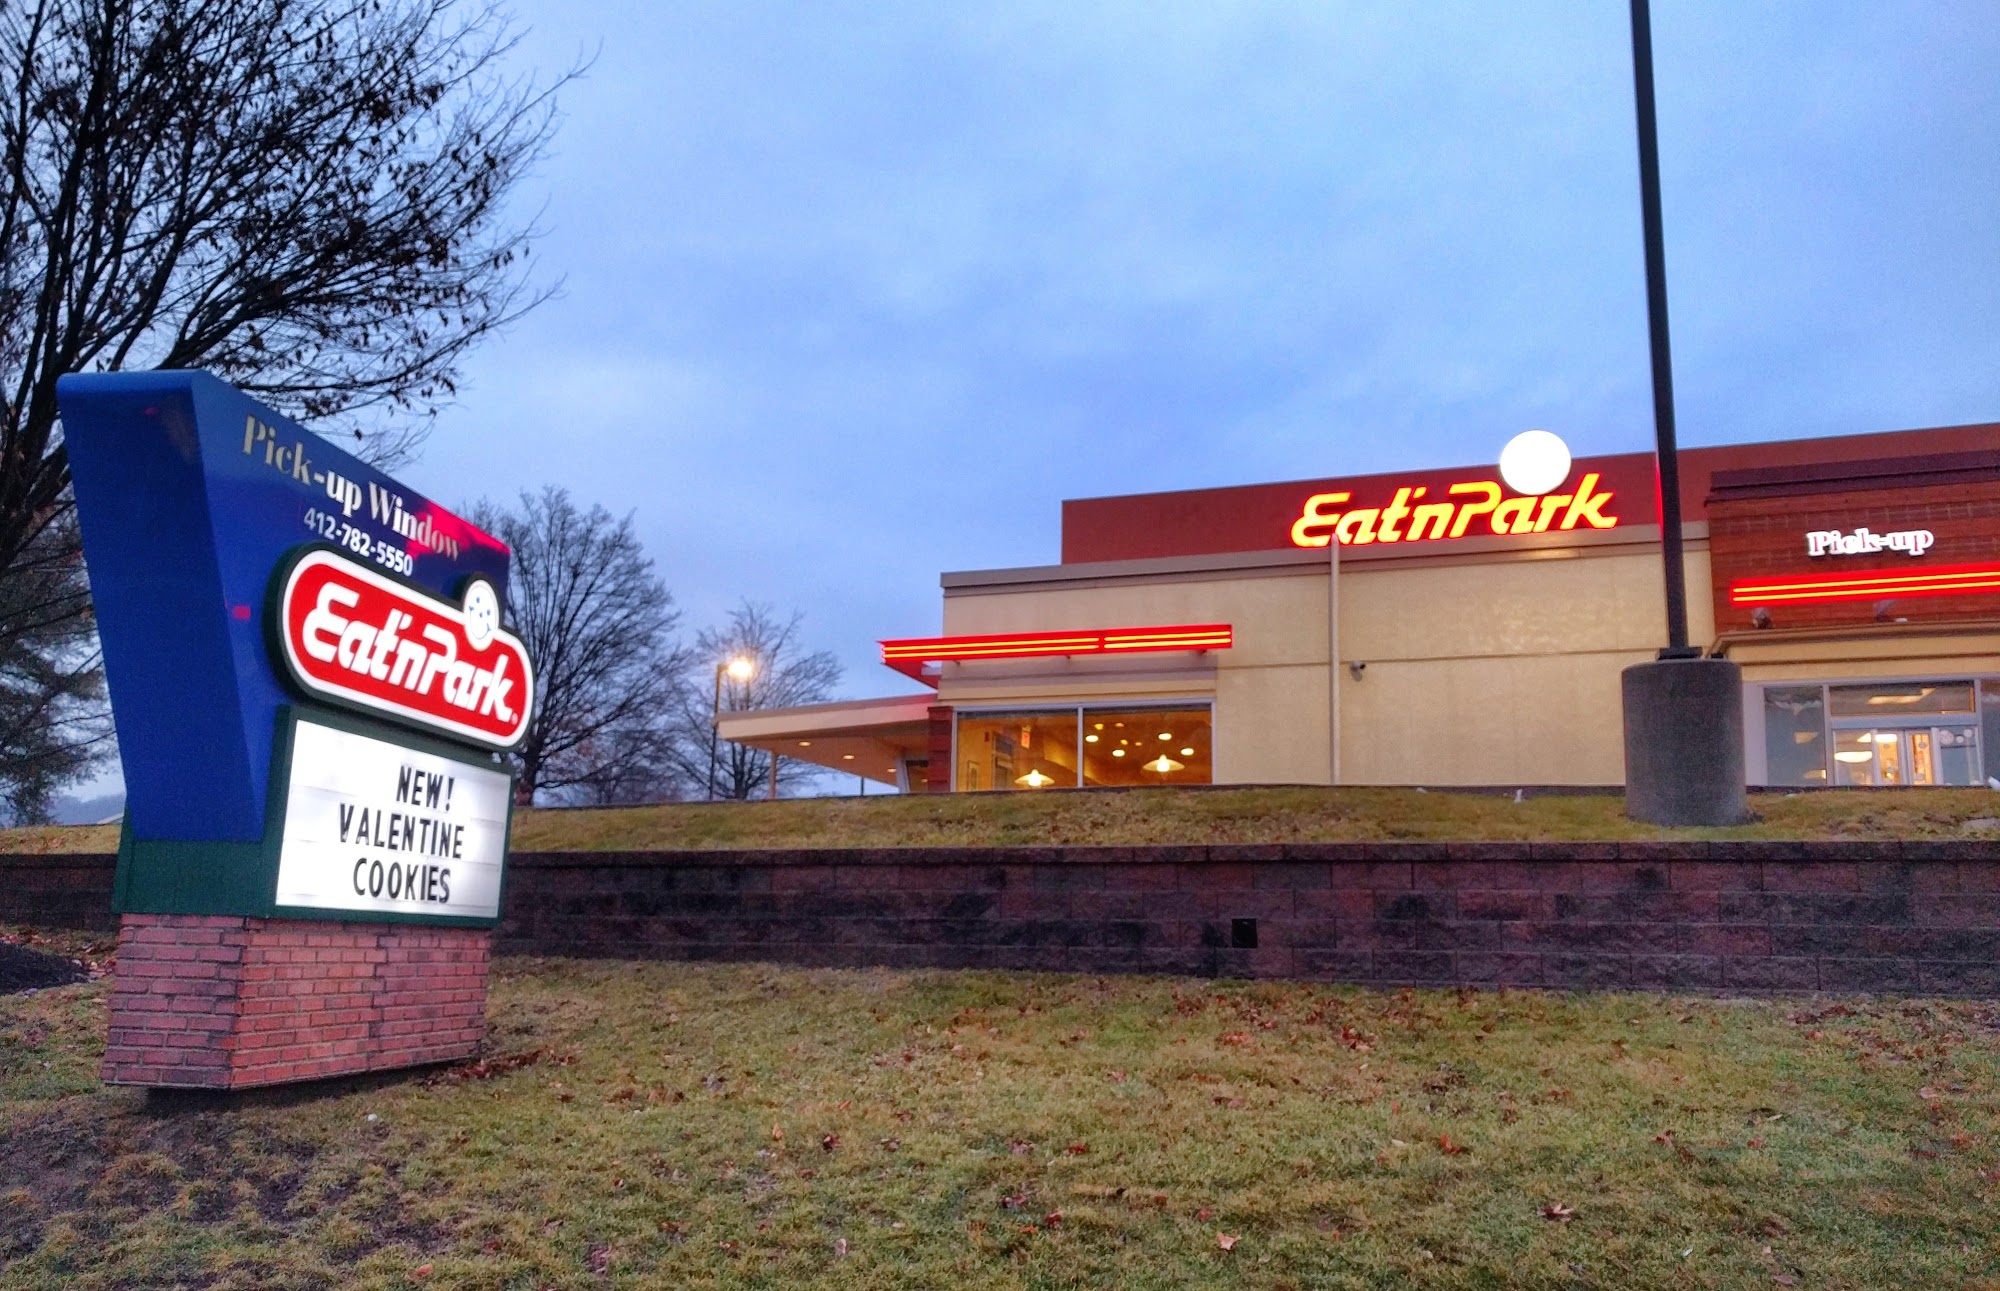 Pick-up Window
412-782-5550
Eat'nPark
NEW!
VALENTINE
COOKIES
Eat'nPark
Pick-up